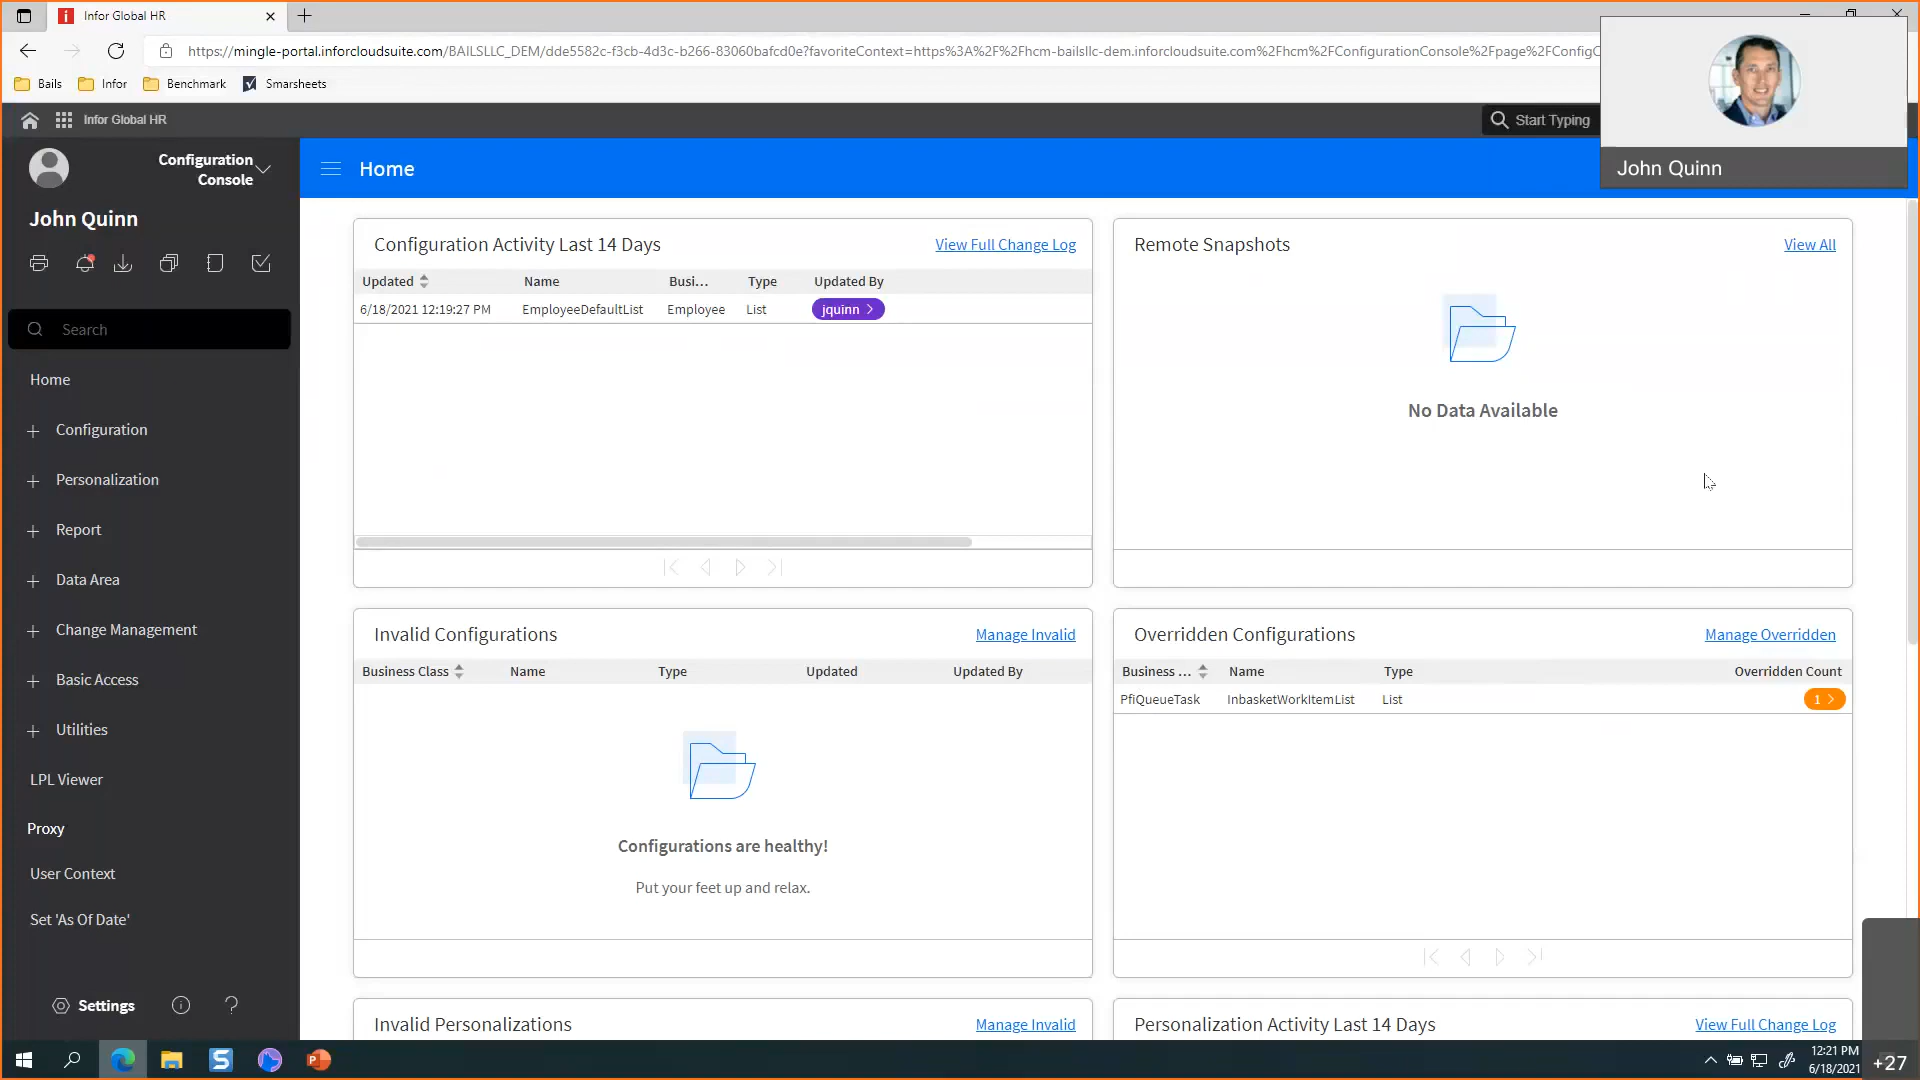 Infor Global HR
https://mingle-portal.inforcloudsuite.com/BAILSLLC_DEM/dde5582c-f3cb-4d3c-b266-83060bafcd0e?favoriteContext=https%3A%2F%2Fhcm-bailsllc-dem.inforcloudsuite.com%2Fhcm%2FConfigurationConsole%2Fpage%2FConfigC
Bails Infor Benchmark Smarsheets
Infor Global HR
Start Typing
John Quinn
Configuration
Console
John Quinn
Search
Home
Configuration
Personalization
Report
Data Area
Change Management
Basic Access
Utilities
LPL Viewer
Proxy
User Context
Set 'As Of Date'
Settings
Home
Configuration Activity Last 14 Days View Full Change Log
Updated Name Busi... Type Updated By
6/18/2021 12:19:27 PM EmployeeDefaultList Employee List jquinn
Remote Snapshots View All
No Data Available
Invalid Configurations Manage Invalid
Business Class Name Type Updated Updated By
Configurations are healthy!
Put your feet up and relax.
Overridden Configurations Manage Overridden
Business ... Name Type Overridden Count
PfiQueueTask InbasketWorkItemList List 1
Invalid Personalizations Manage Invalid
Personalization Activity Last 14 Days View Full Change Log
12:21 PM
6/18/2021
+27